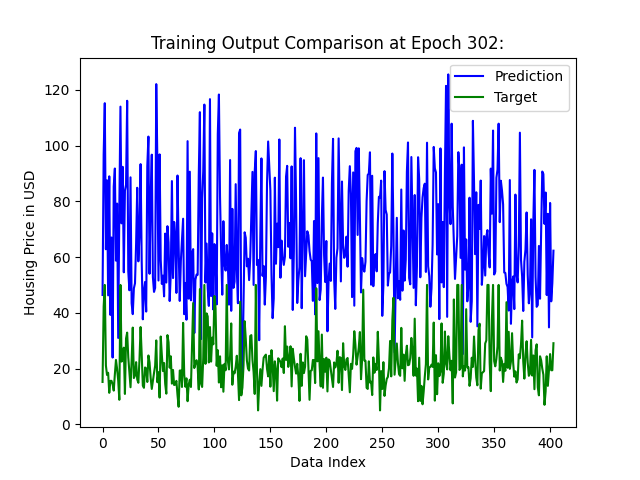 Training Output Comparison at Epoch 302:
Prediction
Target
Housing Price in USD
120
100
80
60
40
20
0
0 50 100 150 200 250 300 350 400
Data Index